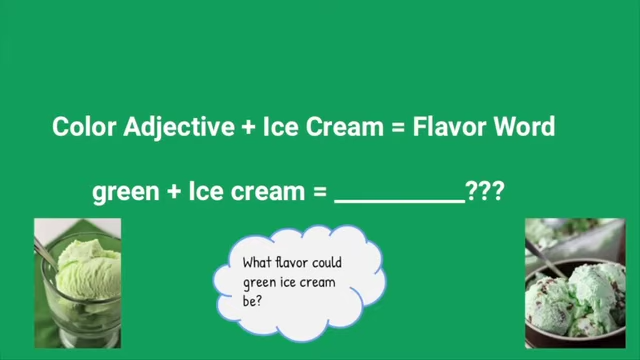 Color Adjective + Ice Cream = Flavor Word
green + Ice cream = __________???
What flavor could
green ice cream
be?